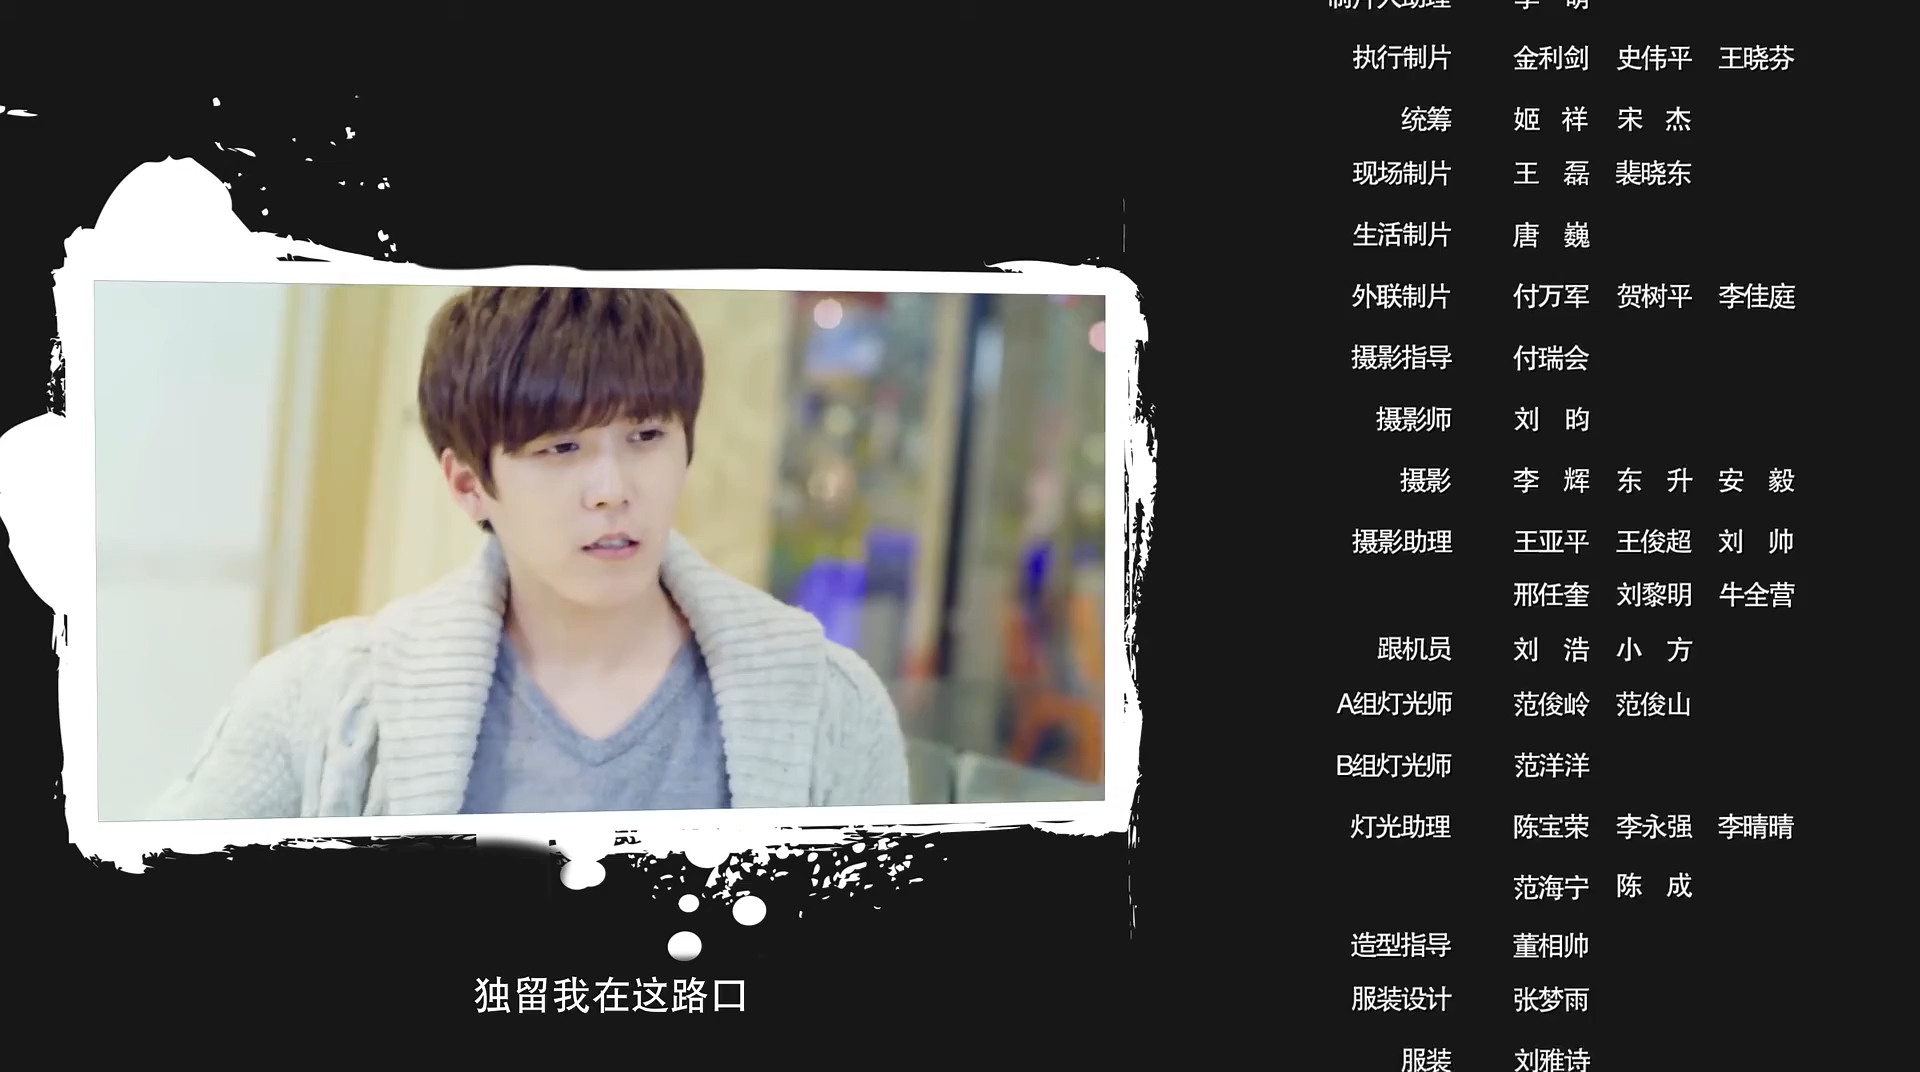 执行制片 金利剑 史伟平 王晓芬
统筹 姬 祥 宋 杰
现场制片 王 磊 裴晓东
生活制片 唐 巍
外联制片 付万军 贺树平 李佳庭
摄影指导 付瑞会
摄影师 刘 昀
摄影 李 辉 东 升 安 毅
摄影助理 王亚平 王俊超 刘 帅
邢任奎 刘黎明 牛全营
跟机员 刘 浩 小 方
A组灯光师 范俊岭 范俊山
B组灯光师 范洋洋
灯光助理 陈宝荣 李永强 李晴晴
范海宁 陈 成
造型指导 董相帅
服装设计 张梦雨
服装 刘雅诗
独留我在这路口